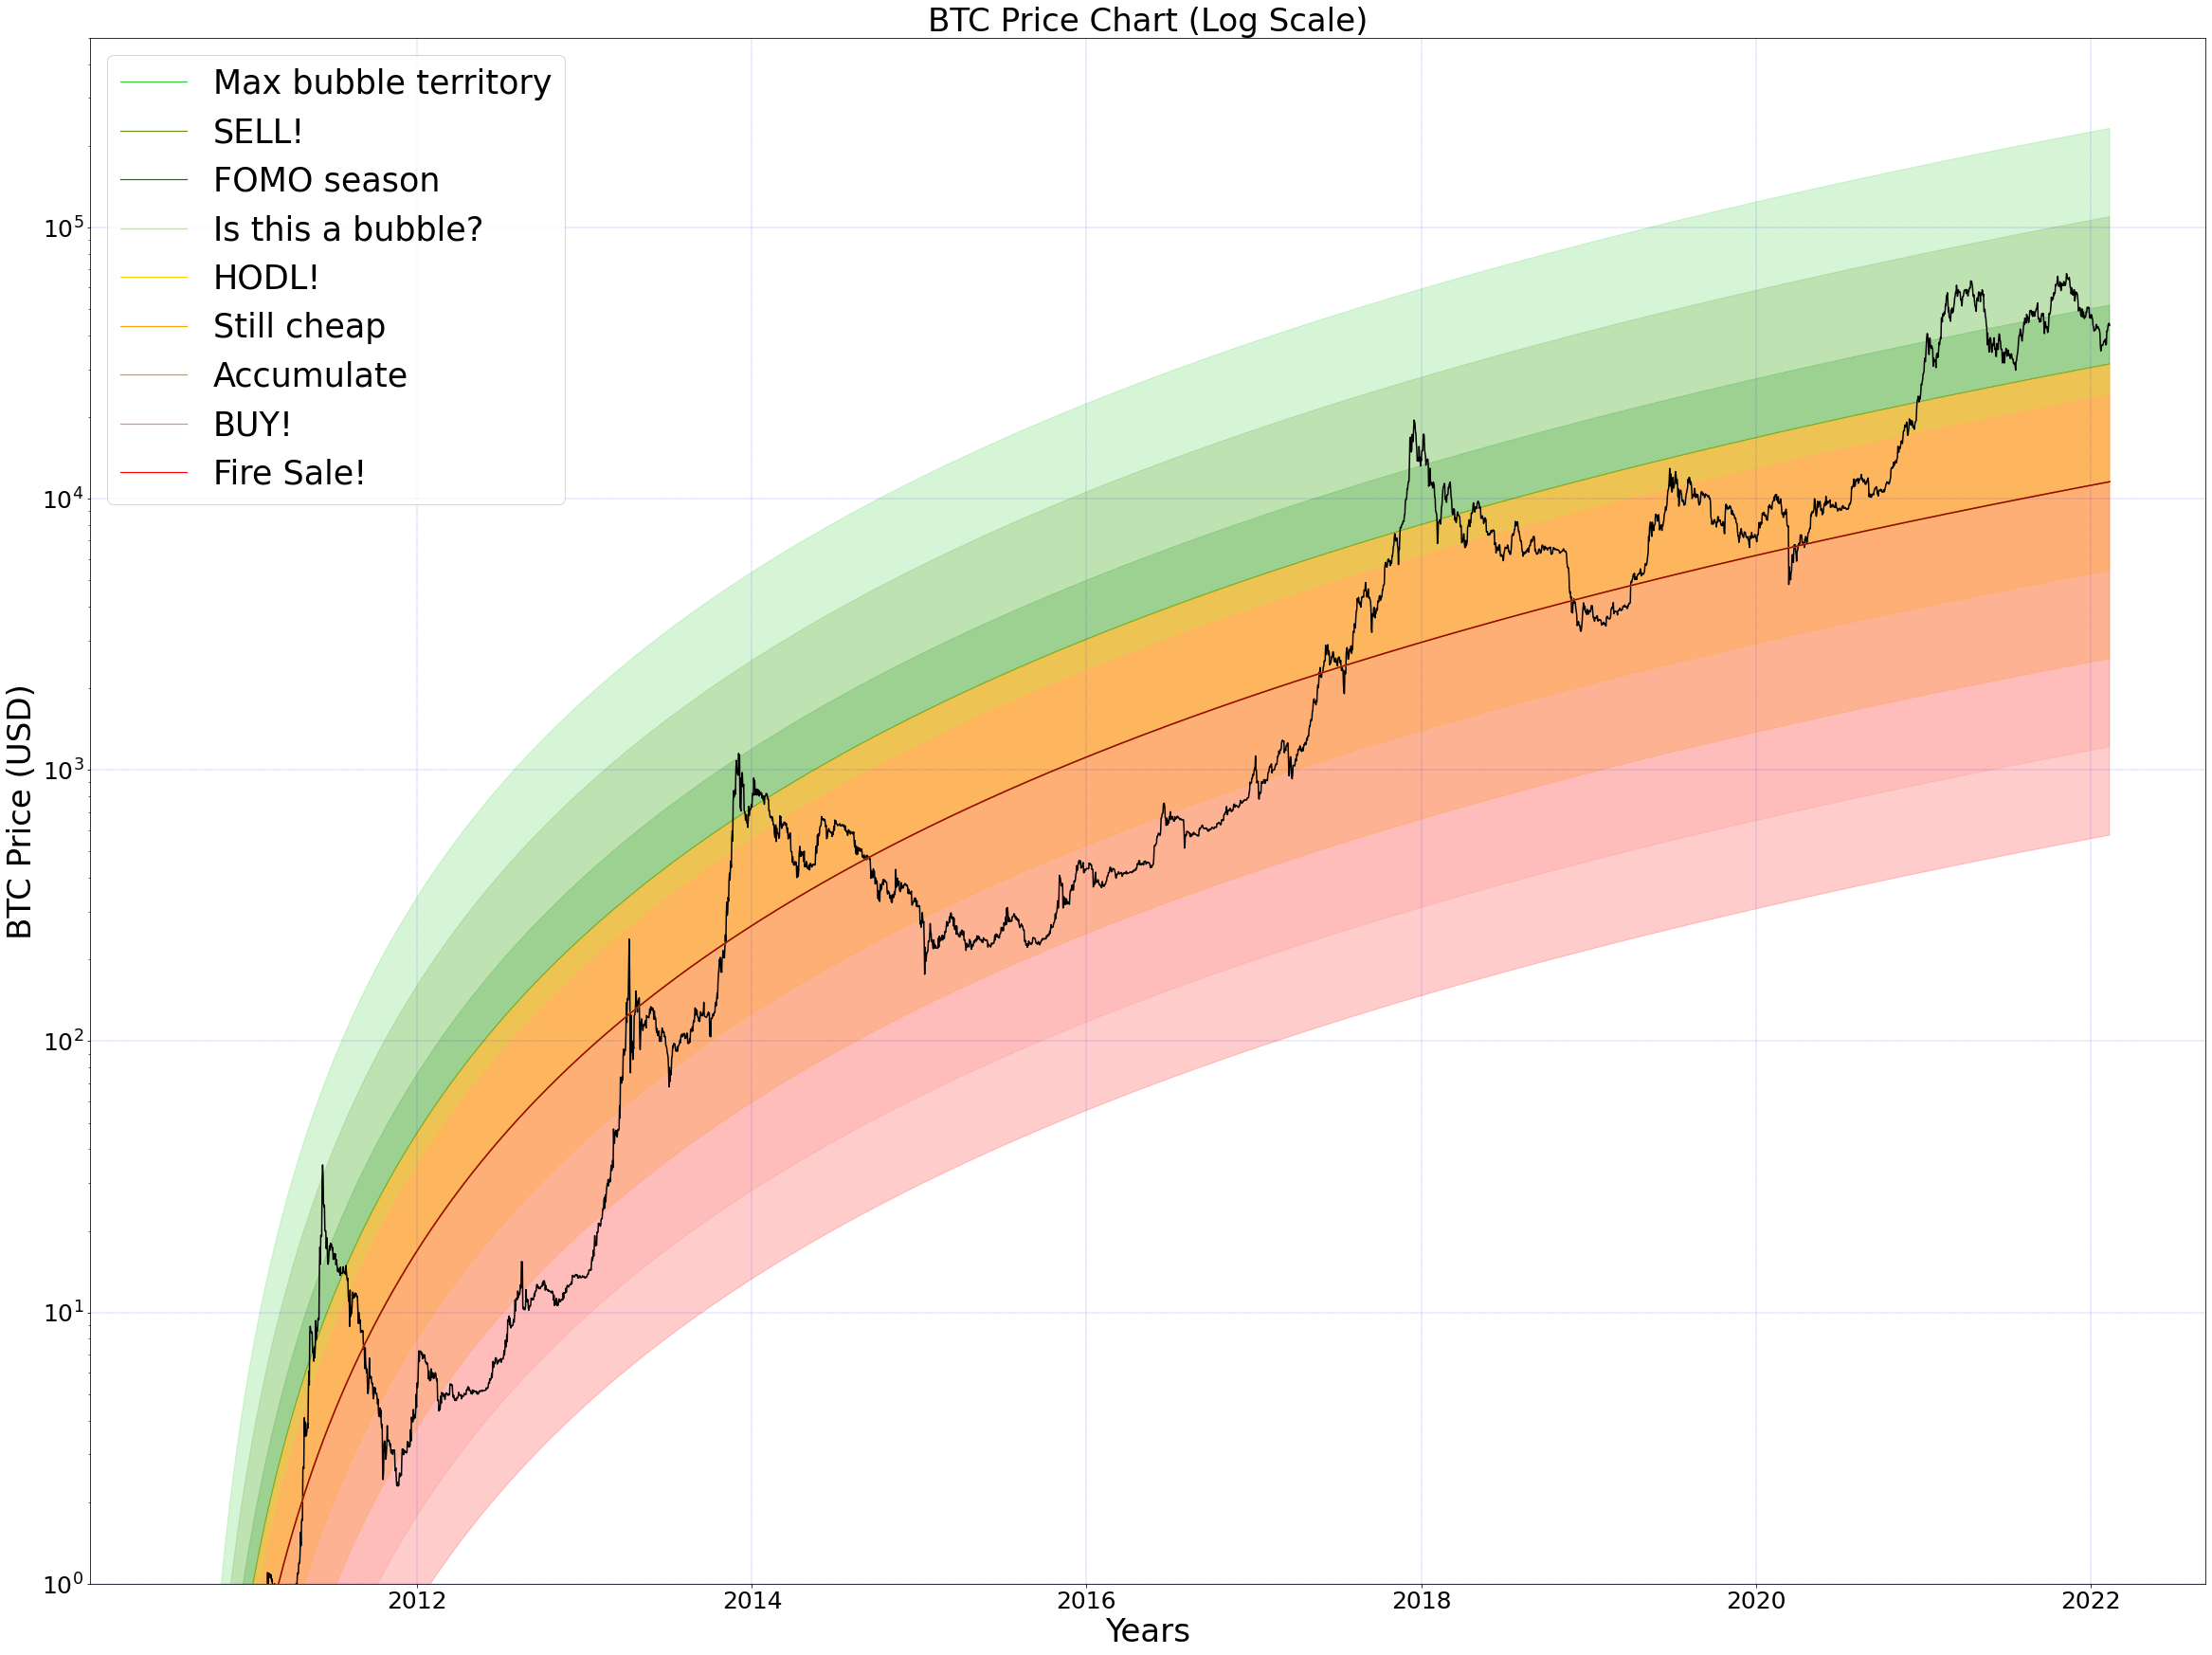 BTC Price Chart (Log Scale)
Max bubble territory
SELL!
FOMO season
Is this a bubble?
HODL!
Still cheap
Accumulate
BUY!
Fire Sale!
BTC Price (USD)
10⁵
10⁴
10³
10²
10¹
10⁰
2012 2014 2016 2018 2020 2022
Years